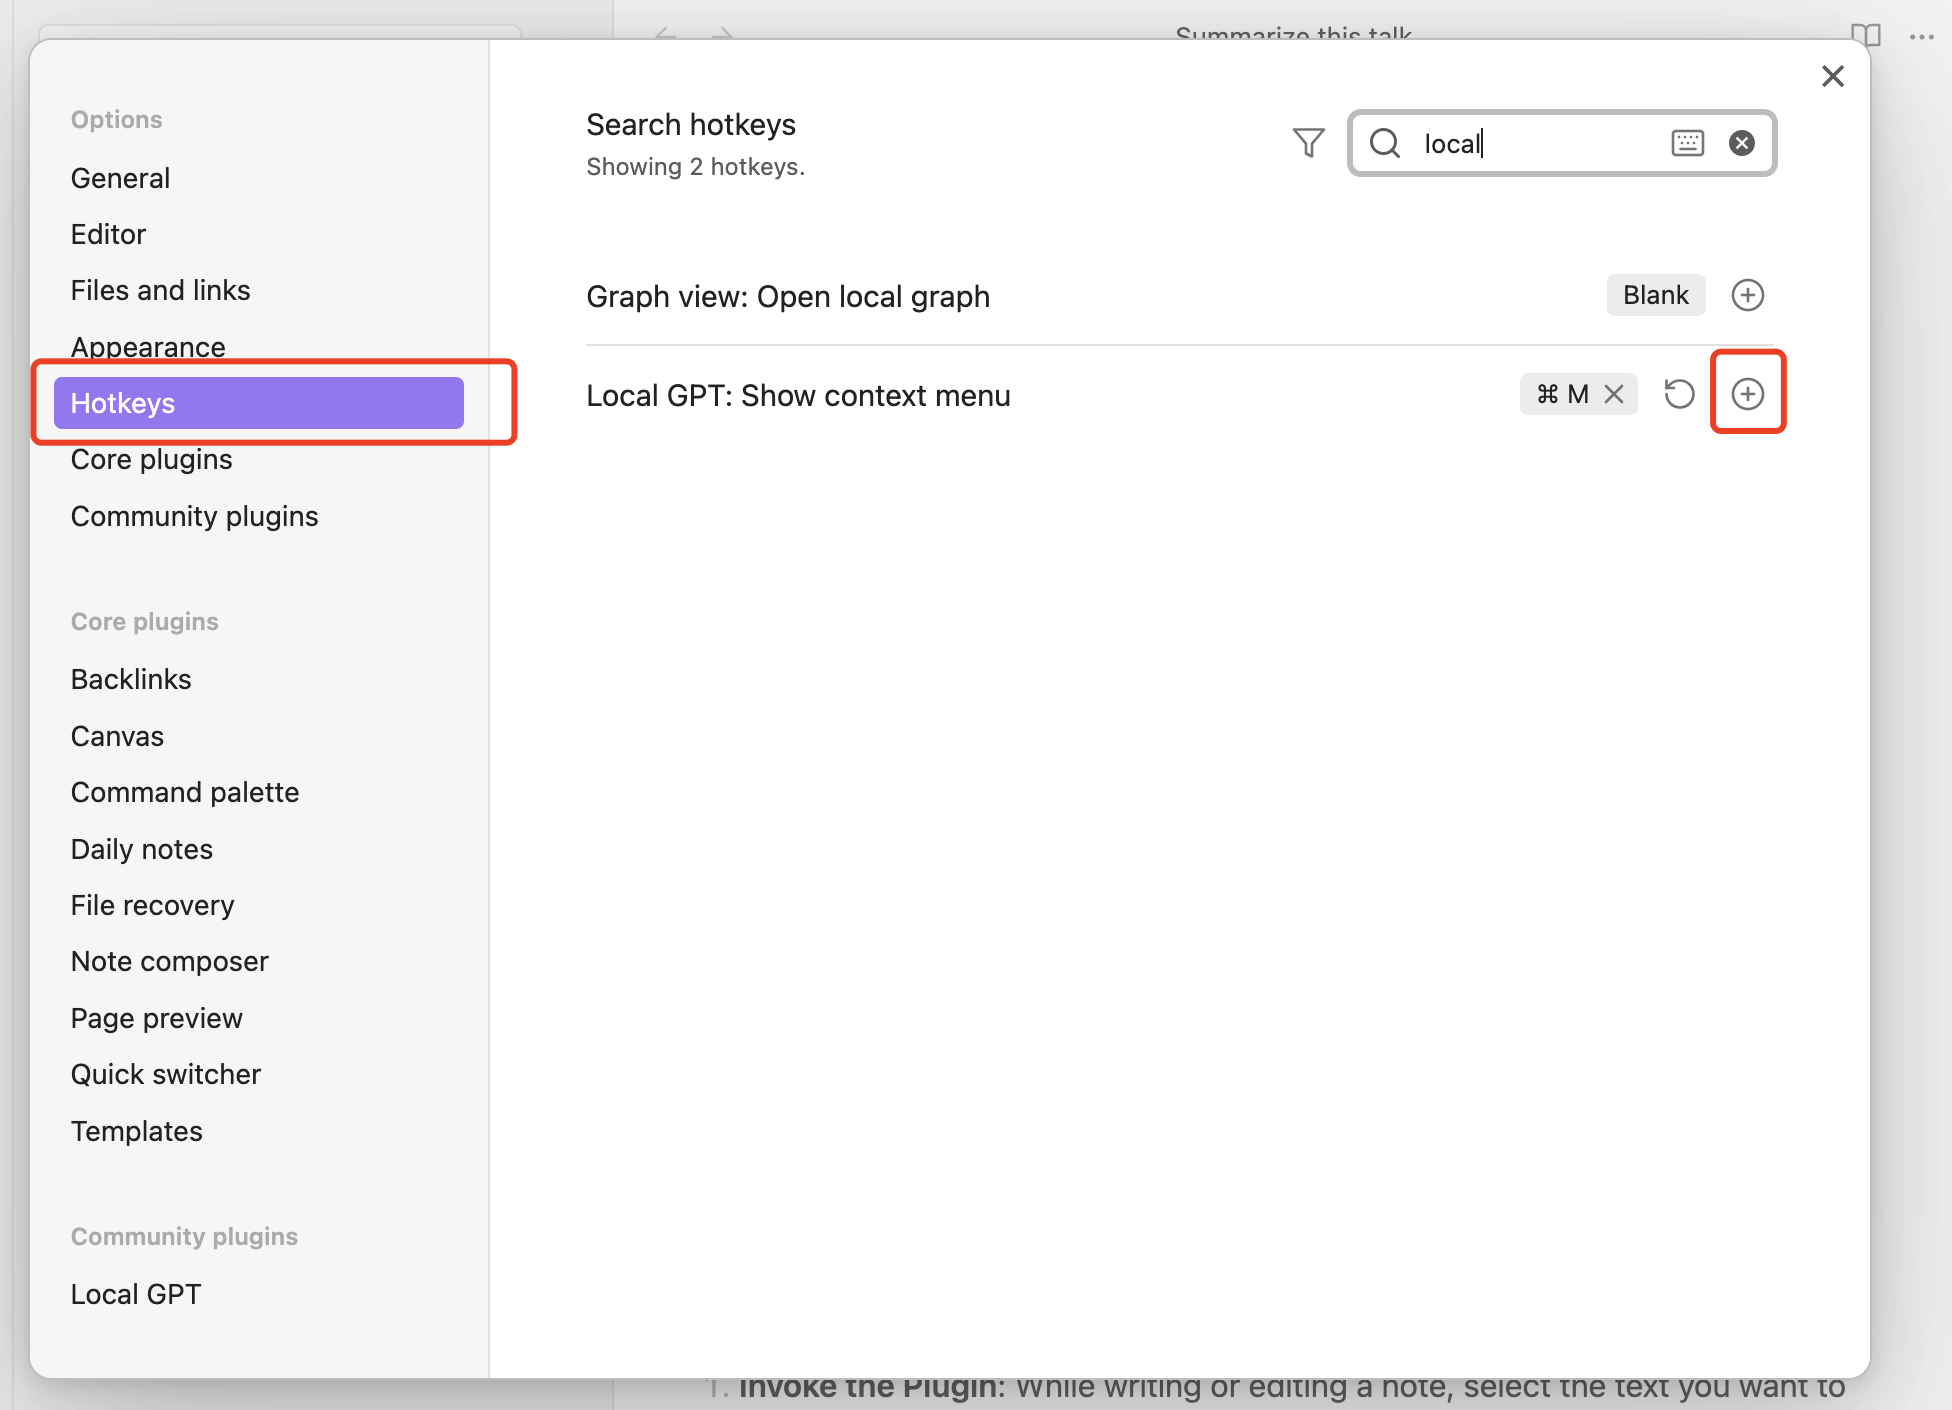 Summarize this talk
Options
General
Editor
Files and links
Appearance
Hotkeys
Core plugins
Community plugins
Core plugins
Backlinks
Canvas
Command palette
Daily notes
File recovery
Note composer
Page preview
Quick switcher
Templates
Community plugins
Local GPT
Search hotkeys
Showing 2 hotkeys.
local
Graph view: Open local graph
Blank
Local GPT: Show context menu
⌘ M
1. Invoke the Plugin: While writing or editing a note, select the text you want to